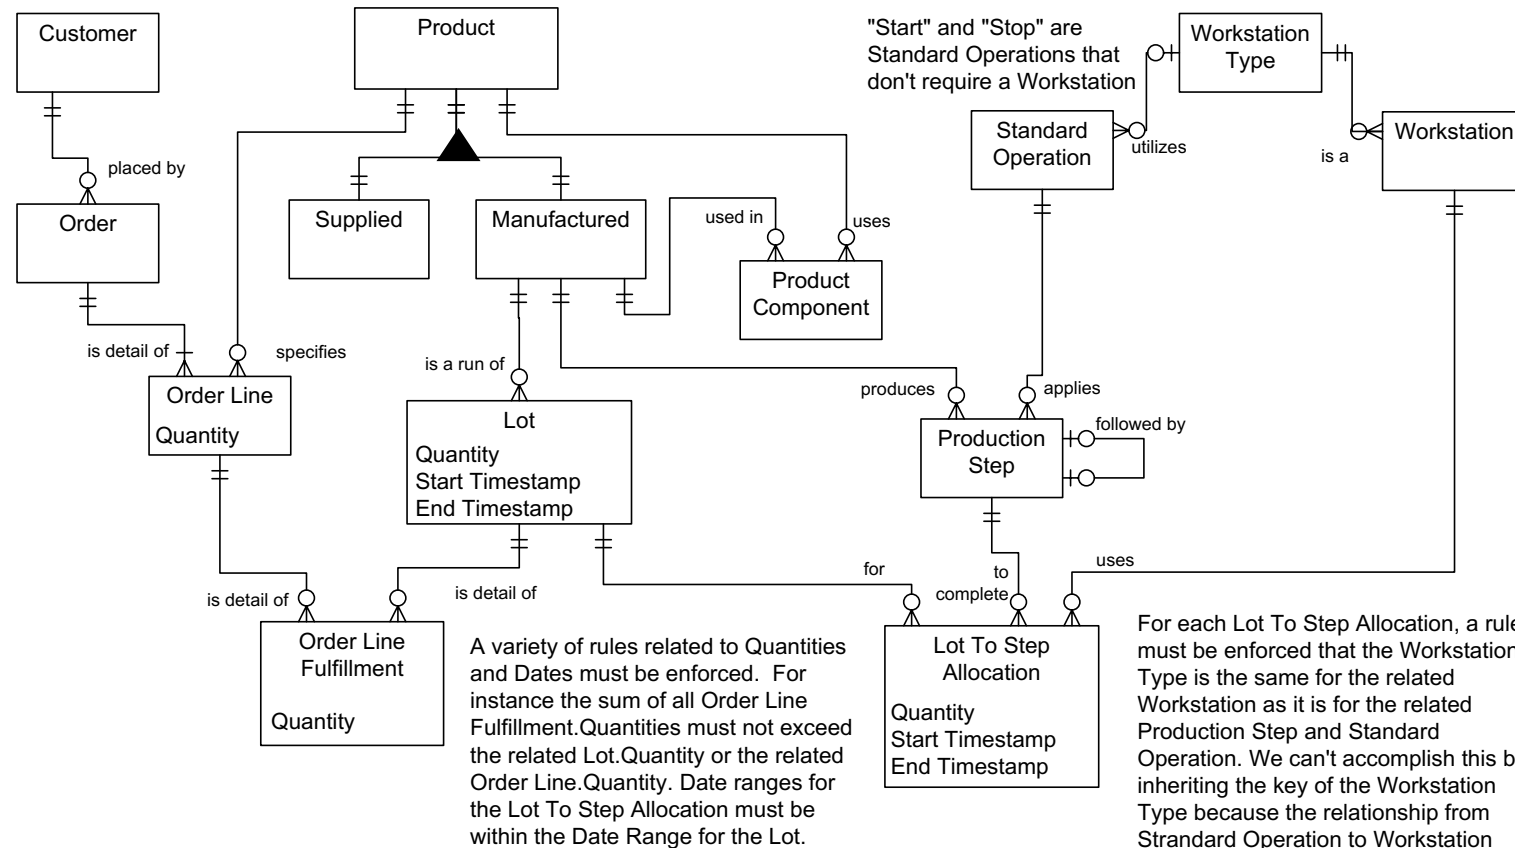 Customer
Product
"Start" and "Stop" are
Standard Operations that
don't require a Workstation
Workstation
Type
Standard
Operation
utilizes
is a
Workstation
placed by
Order
Supplied
Manufactured
used in
uses
Product
Component
is detail of
specifies
is a run of
produces
applies
Order Line
Quantity
Lot
Quantity
Start Timestamp
End Timestamp
Production
Step
followed by
is detail of
is detail of
for
to
complete
uses
Order Line
Fulfillment
Quantity
A variety of rules related to Quantities
and Dates must be enforced.  For
instance the sum of all Order Line
Fulfillment.Quantities must not exceed
the related Lot.Quantity or the related
Order Line.Quantity. Date ranges for
the Lot To Step Allocation must be
within the Date Range for the Lot.
Lot To Step
Allocation
Quantity
Start Timestamp
End Timestamp
For each Lot To Step Allocation, a rule
must be enforced that the Workstation
Type is the same for the related
Workstation as it is for the related
Production Step and Standard
Operation. We can't accomplish this b
inheriting the key of the Workstation
Type because the relationship from
Strandard Operation to Workstation